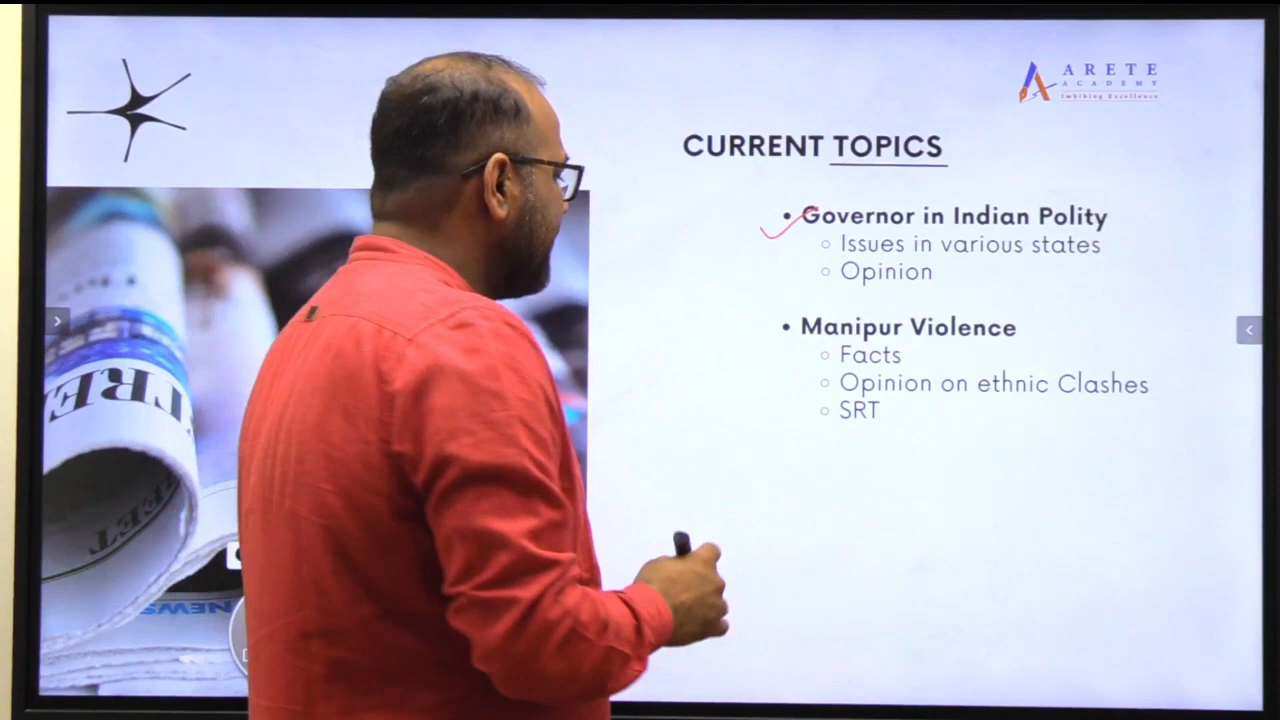 ARETE
ACADEMY
Imbibing Excellence
CURRENT TOPICS
• Governor in Indian Polity
○ Issues in various states
○ Opinion
• Manipur Violence
○ Facts
○ Opinion on ethnic Clashes
○ SRT
NEWS